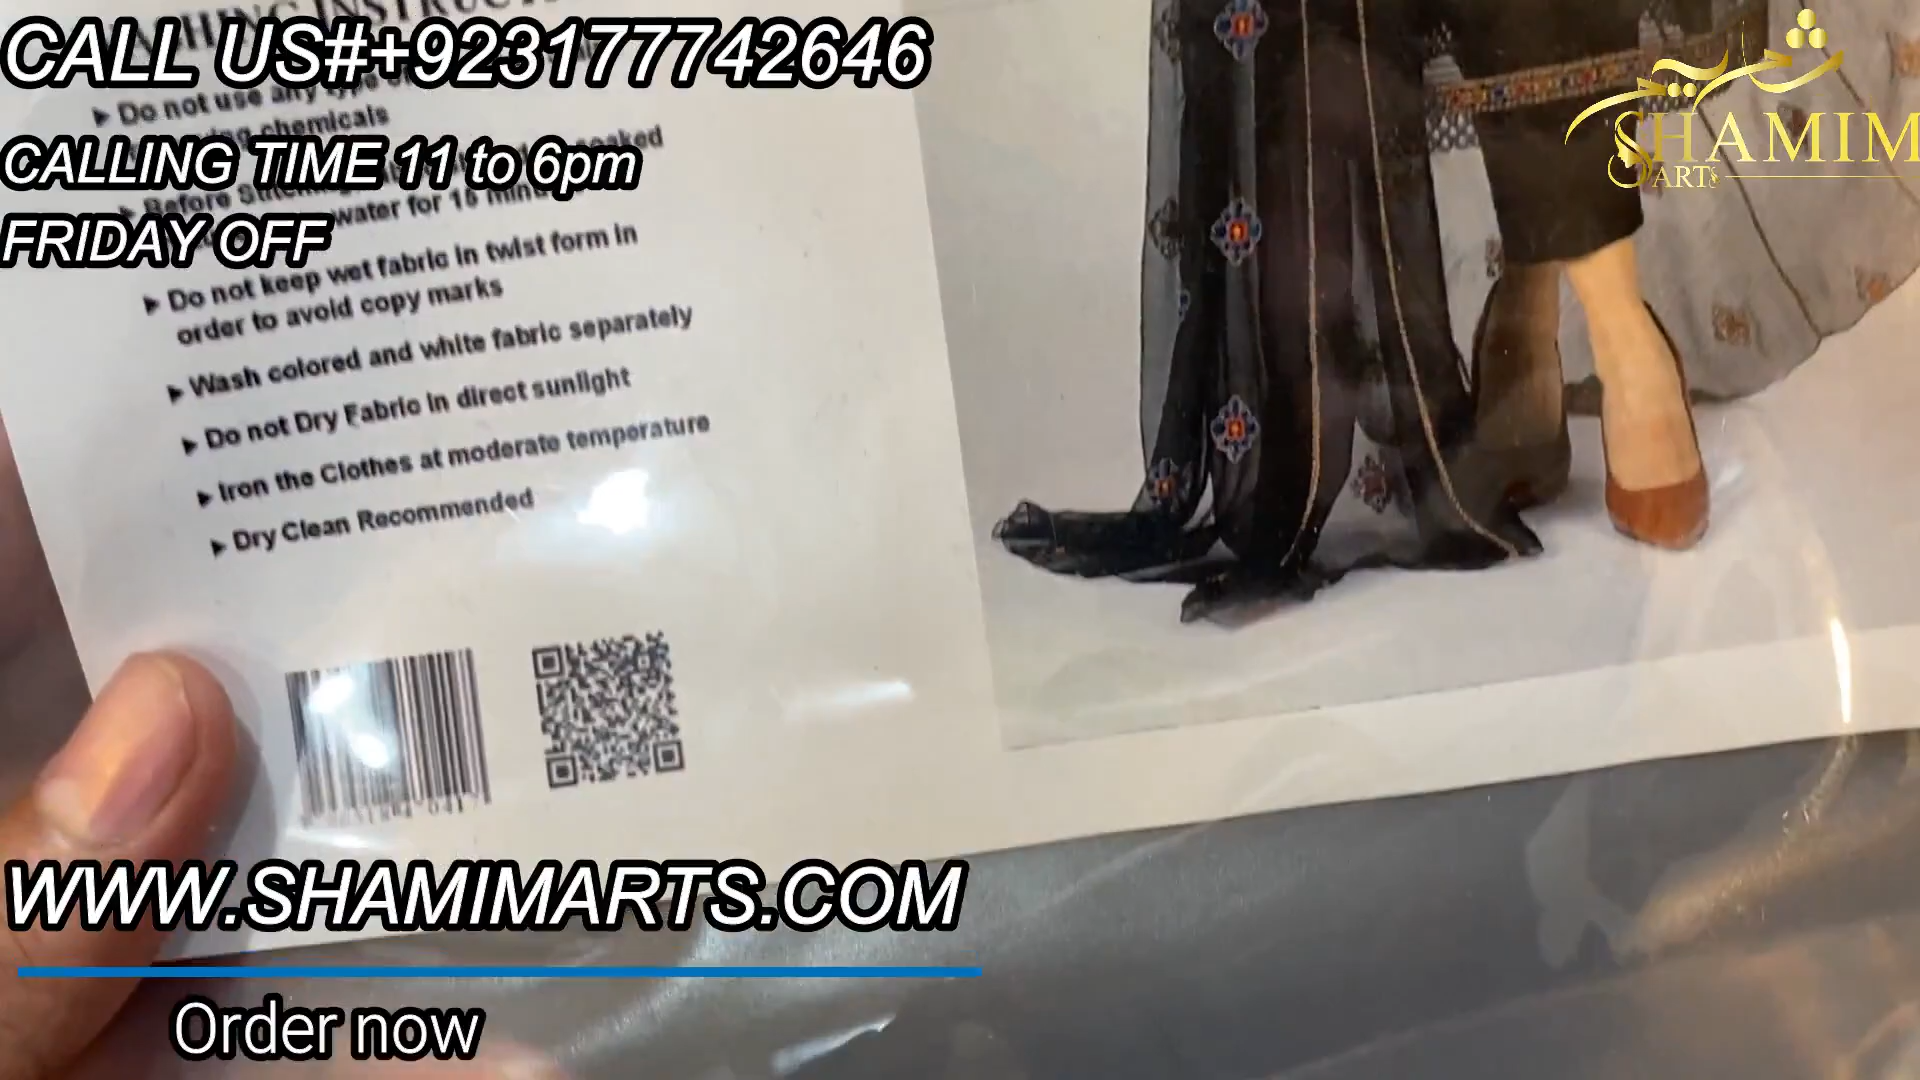 CALL US#+923177742646
Do not use any type
chemicals
CALLING TIME 11 to 6pm
Before
water for 15
FRIDAY OFF
Do not keep wet fabric in twist form in
order to avoid copy marks
Wash colored and white fabric separately
Do not Dry Fabric in direct sunlight
Iron the Clothes at moderate temperature
Dry Clean Recommended
SHAMIM
ARTS
WWW.SHAMIMARTS.COM
Order now